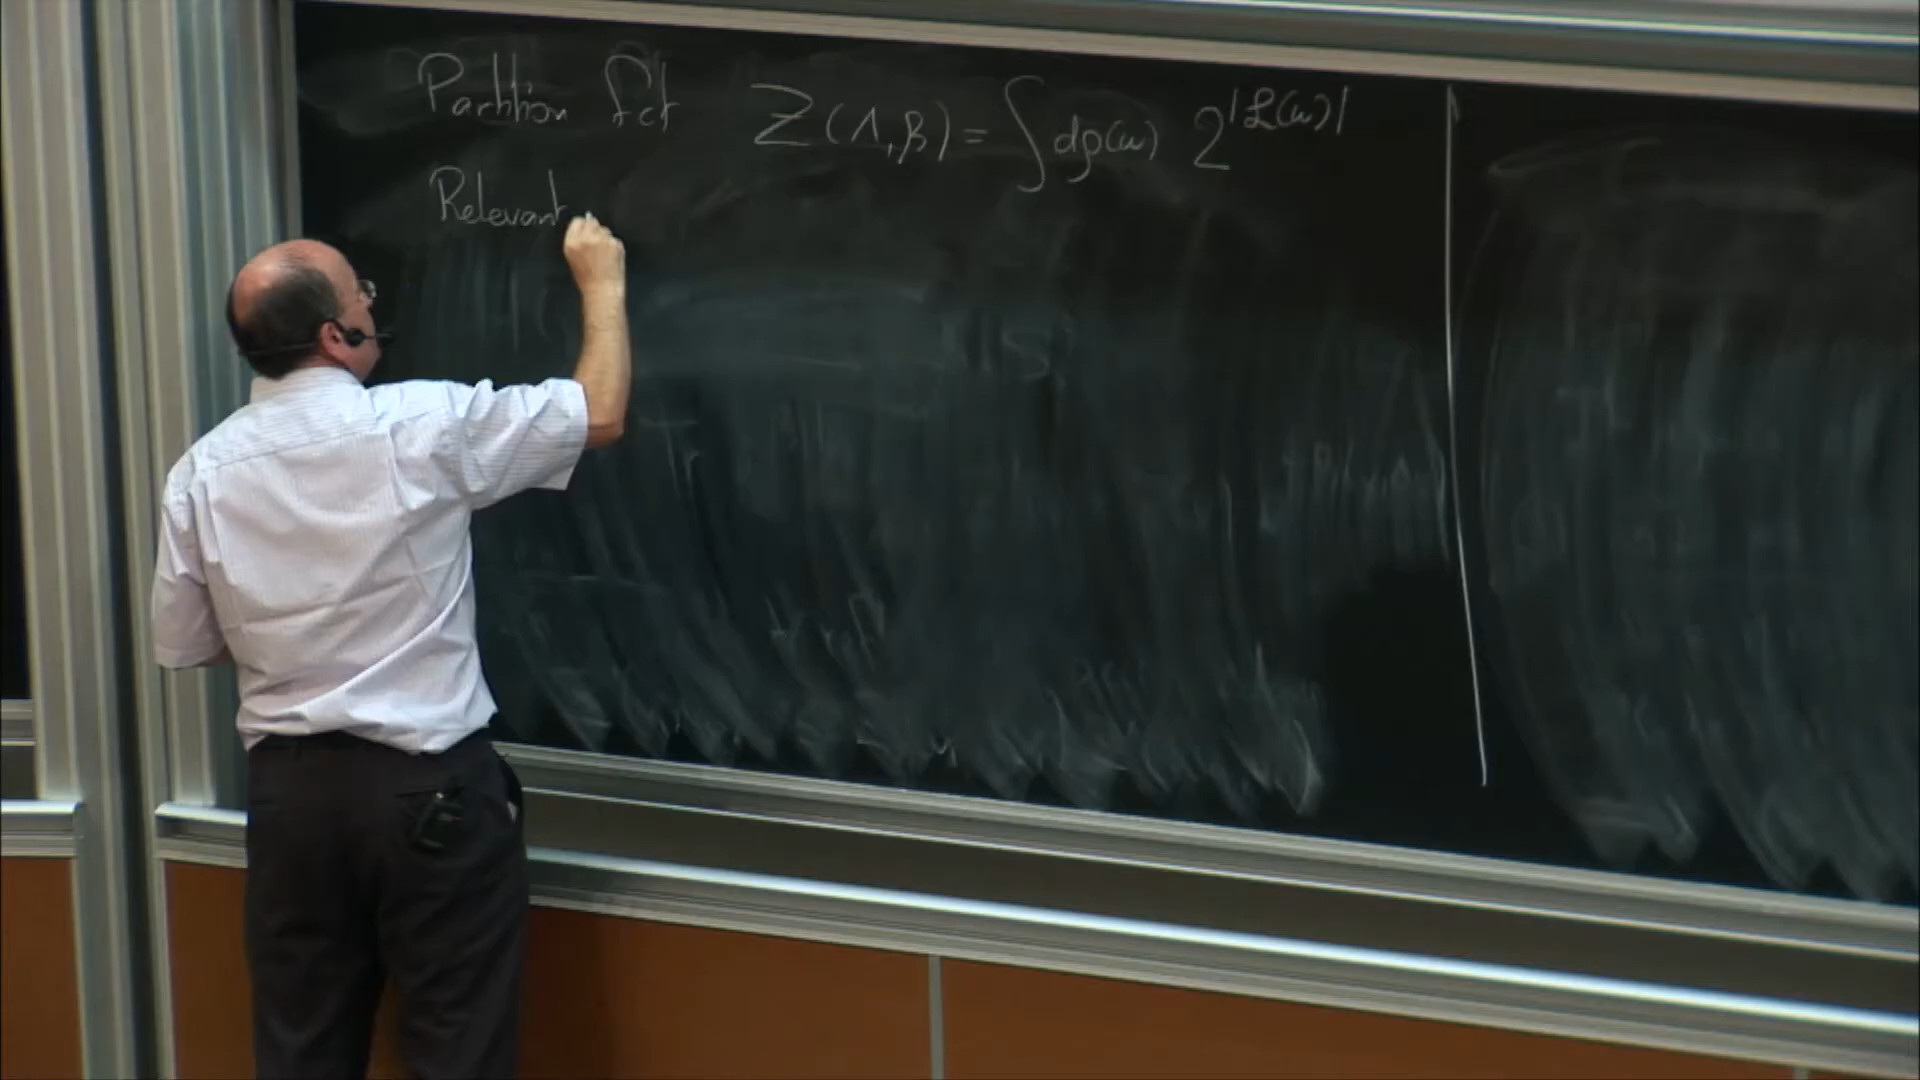 Partition fct Z(Λ,β) = ∫dρ(ω) 2^|ℒ(ω)|
Relevant